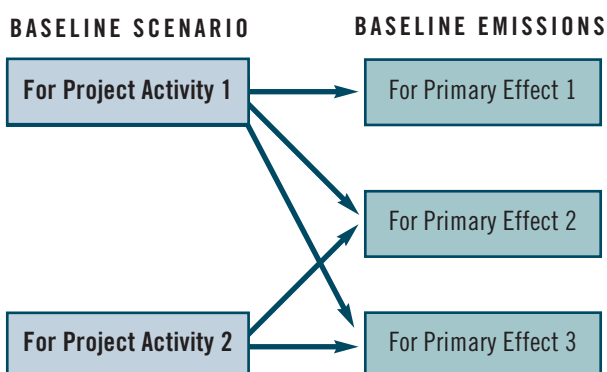 BASELINE SCENARIO
BASELINE EMISSIONS
For Project Activity 1
For Primary Effect 1
For Primary Effect 2
For Project Activity 2
For Primary Effect 3